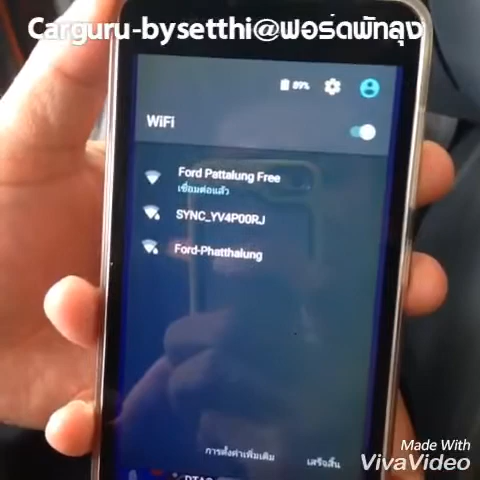 Carguru-bysetthi@ฟอร์ดพัทลุง
89%
WiFi
Ford Pattalung Free
เชื่อมต่อแล้ว
SYNC_YV4P00RJ
Ford-Phatthalung
การตั้งค่าเพิ่มเติม
เสร็จสิ้น
Made With
VivaVideo